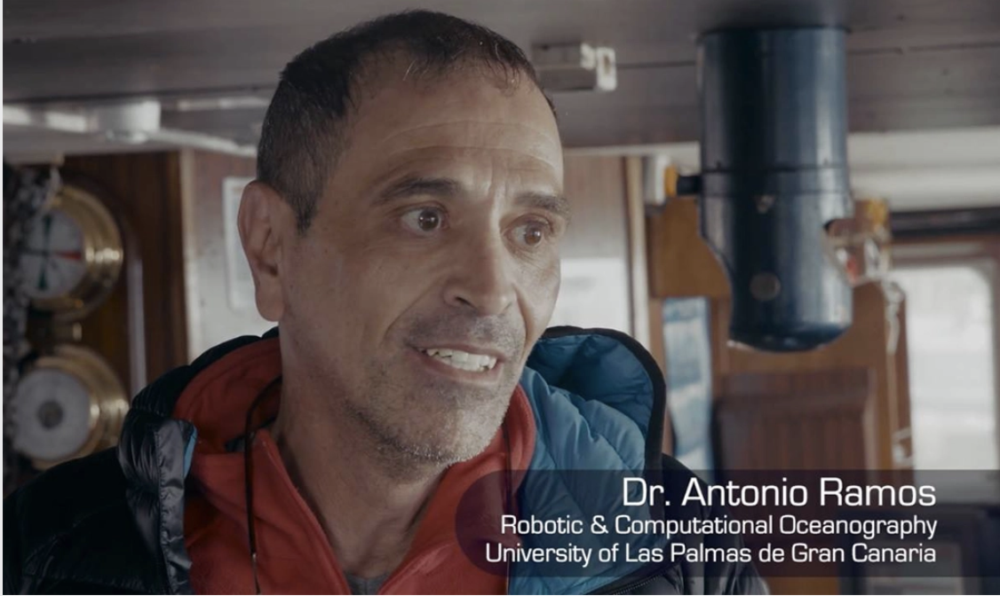 Dr. Antonio Ramos
Robotic & Computational Oceanography
University of Las Palmas de Gran Canaria